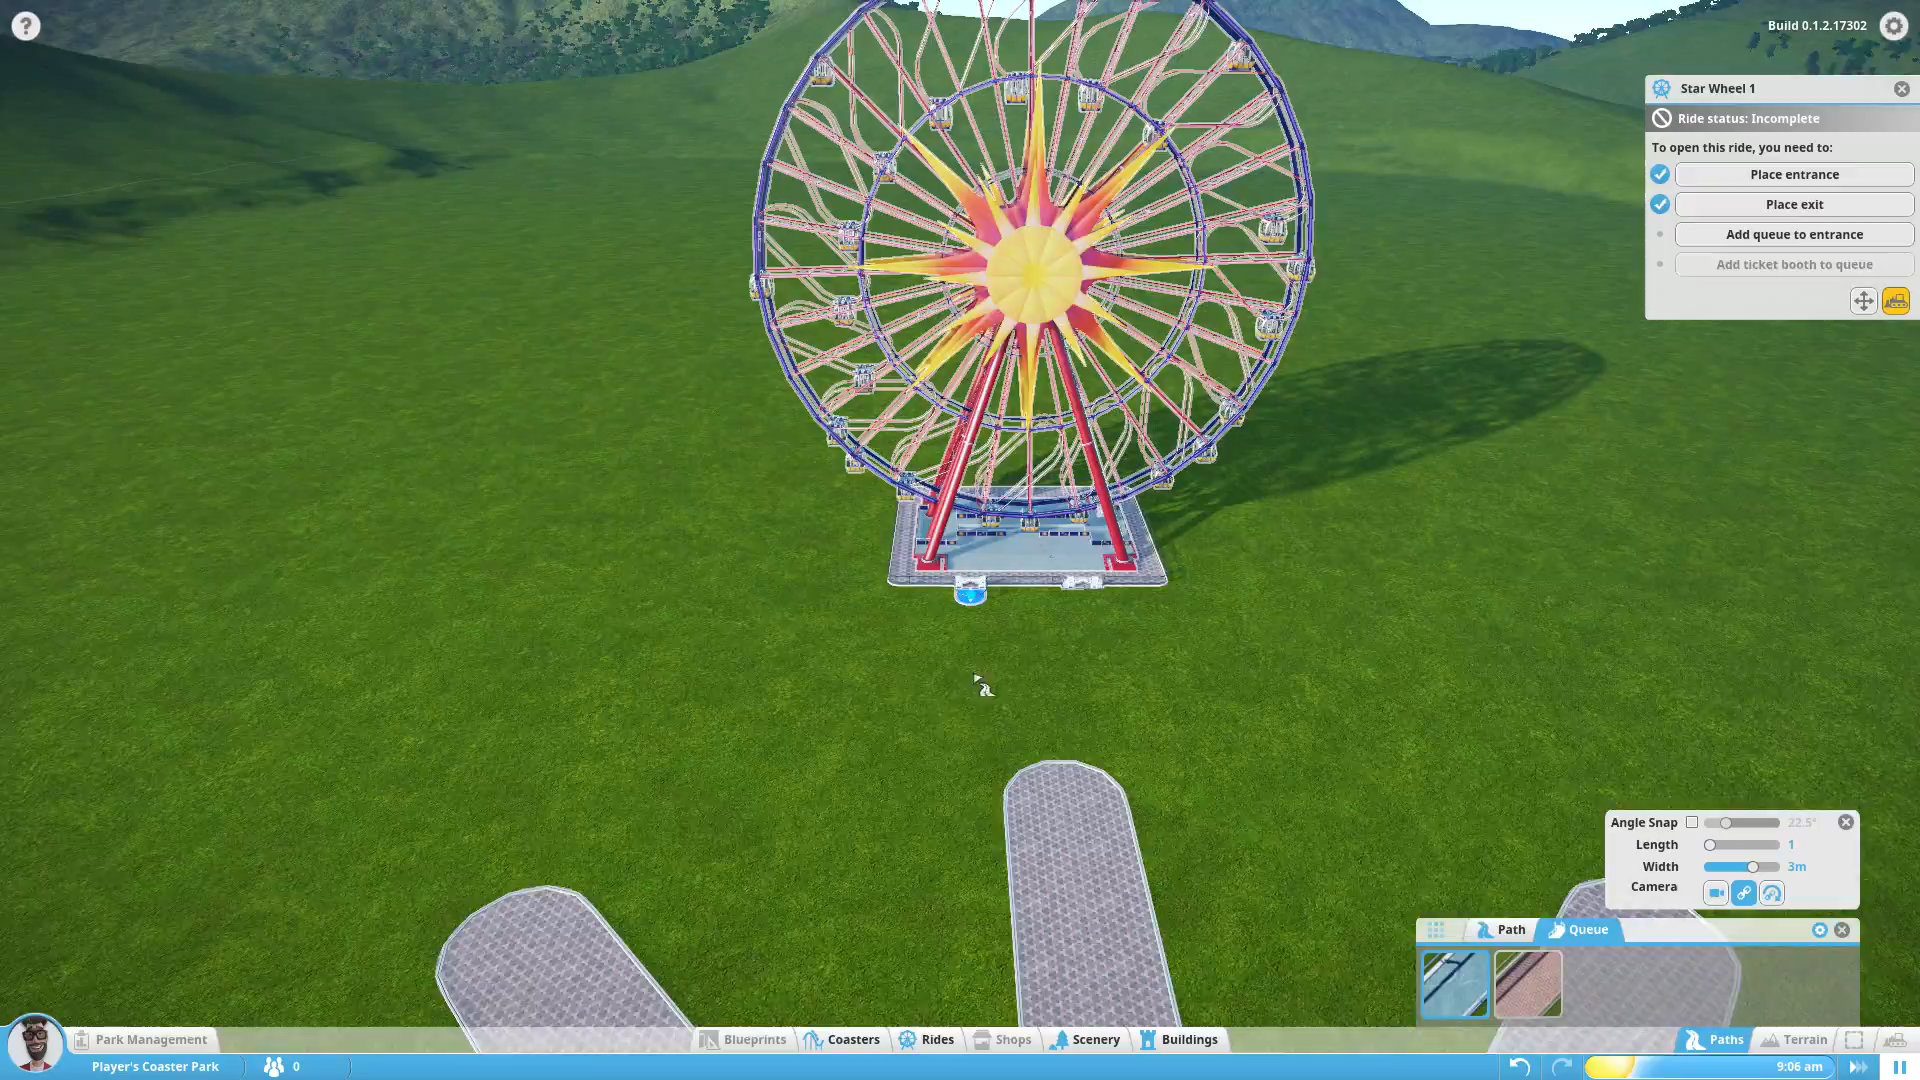 ?
Build 0.1.2.17302
Star Wheel 1
Ride status: Incomplete
To open this ride, you need to:
Place entrance
Place exit
Add queue to entrance
Add ticket booth to queue
Angle Snap 22.5°
Length 1
Width 3m
Camera
Path Queue
Park Management Blueprints Coasters Rides Shops Scenery Buildings Paths Terrain
Player's Coaster Park 0 9:06 am